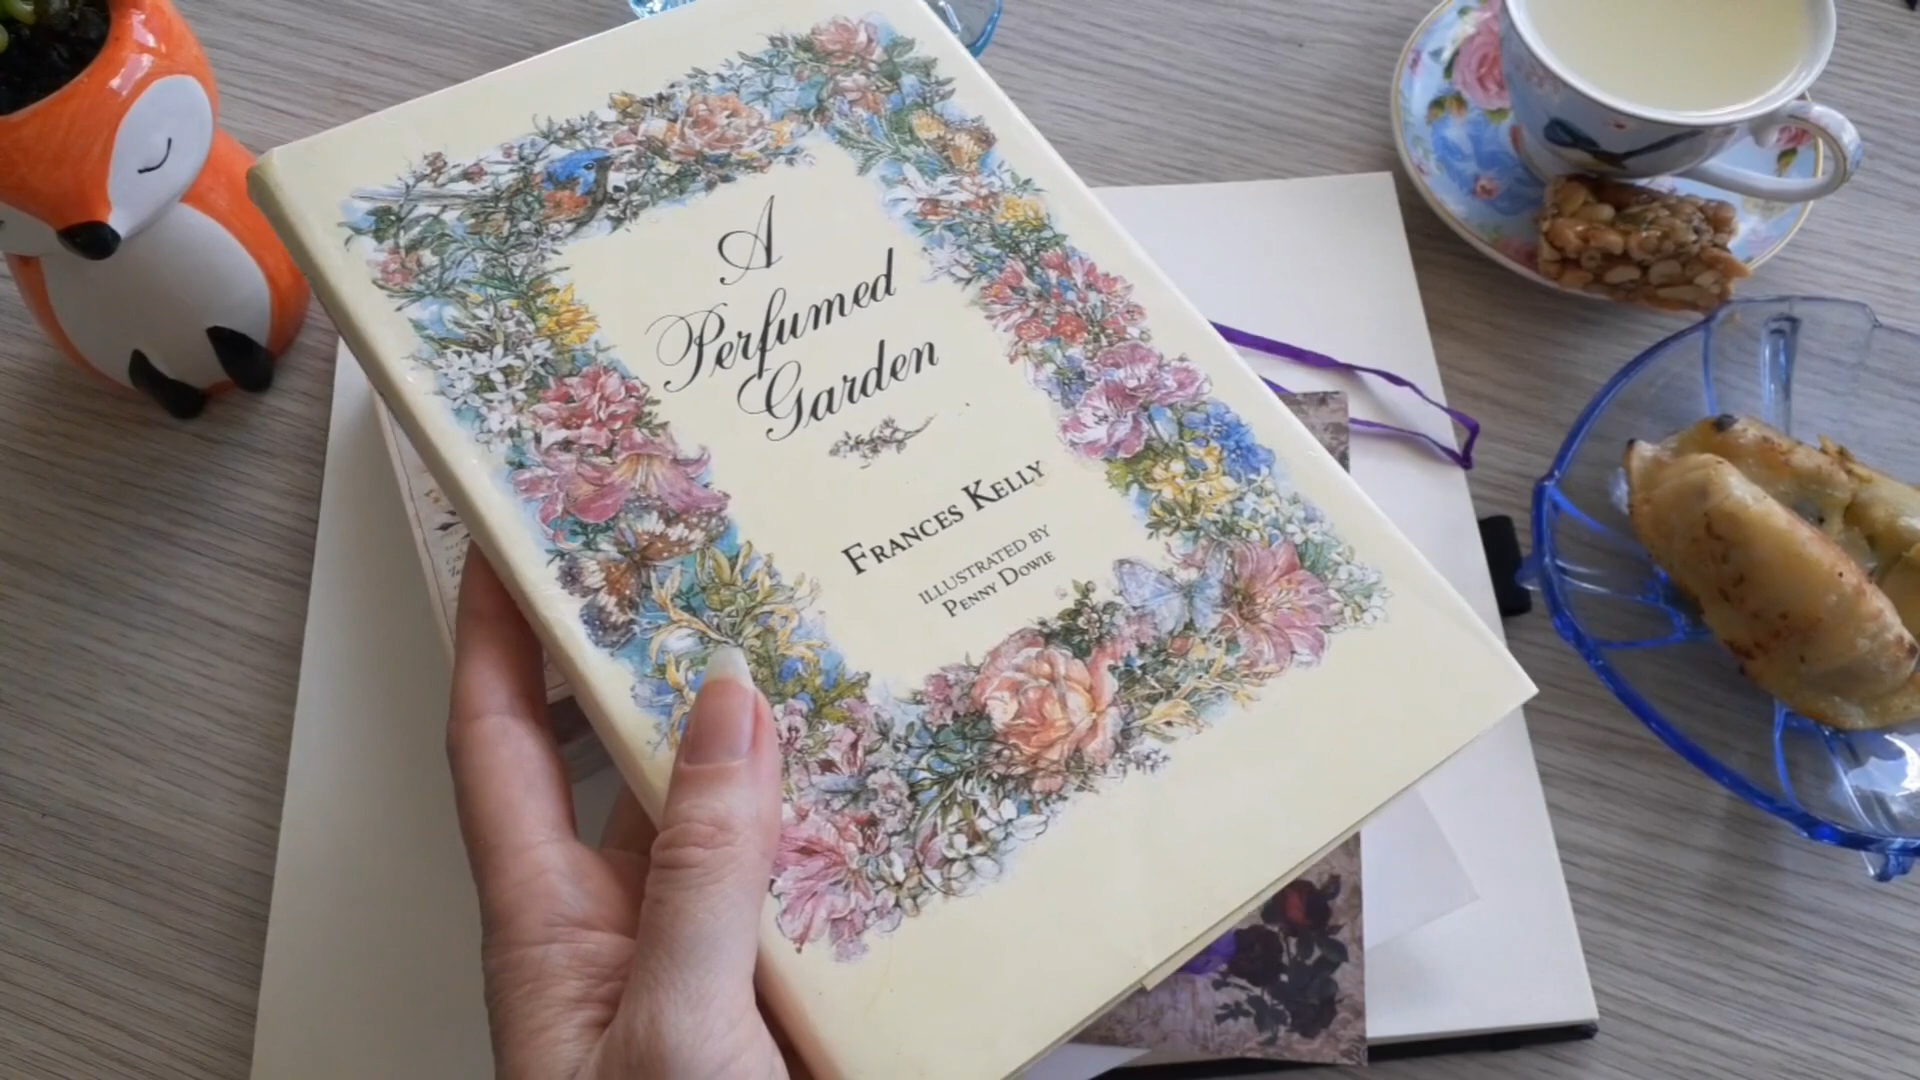 A
Perfumed
Garden
FRANCES KELLY
ILLUSTRATED BY
PENNY DOWIE